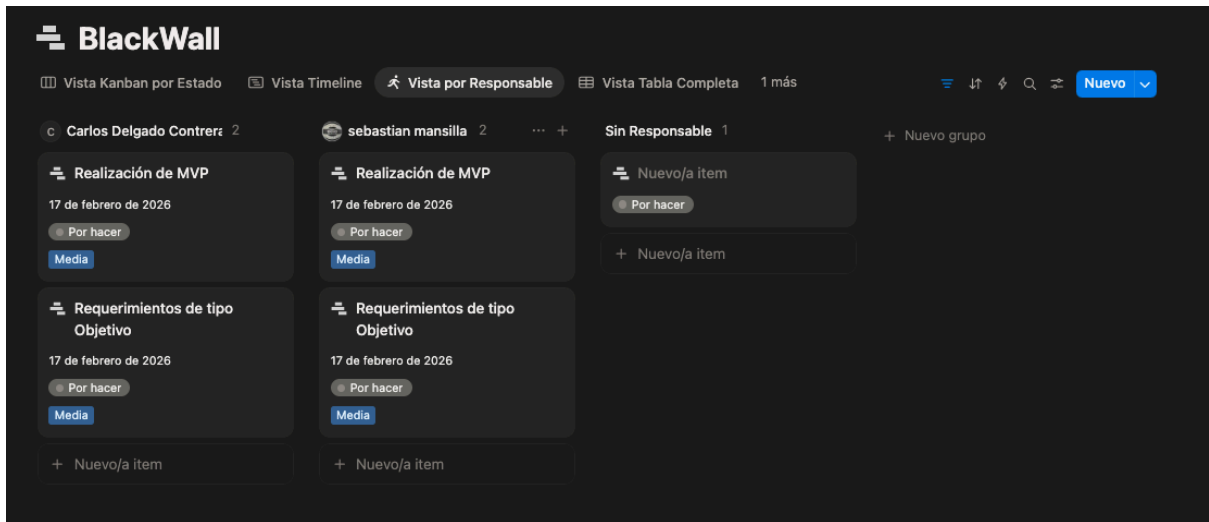 BlackWall
Vista Kanban por Estado Vista Timeline Vista por Responsable Vista Tabla Completa 1 más Nuevo
C Carlos Delgado Contrera 2
Realización de MVP
17 de febrero de 2026
Por hacer
Media
Requerimientos de tipo
Objetivo
17 de febrero de 2026
Por hacer
Media
+ Nuevo/a item
sebastian mansilla 2 ... +
Realización de MVP
17 de febrero de 2026
Por hacer
Media
Requerimientos de tipo
Objetivo
17 de febrero de 2026
Por hacer
Media
+ Nuevo/a item
Sin Responsable 1
Nuevo/a item
Por hacer
+ Nuevo/a item
+ Nuevo grupo